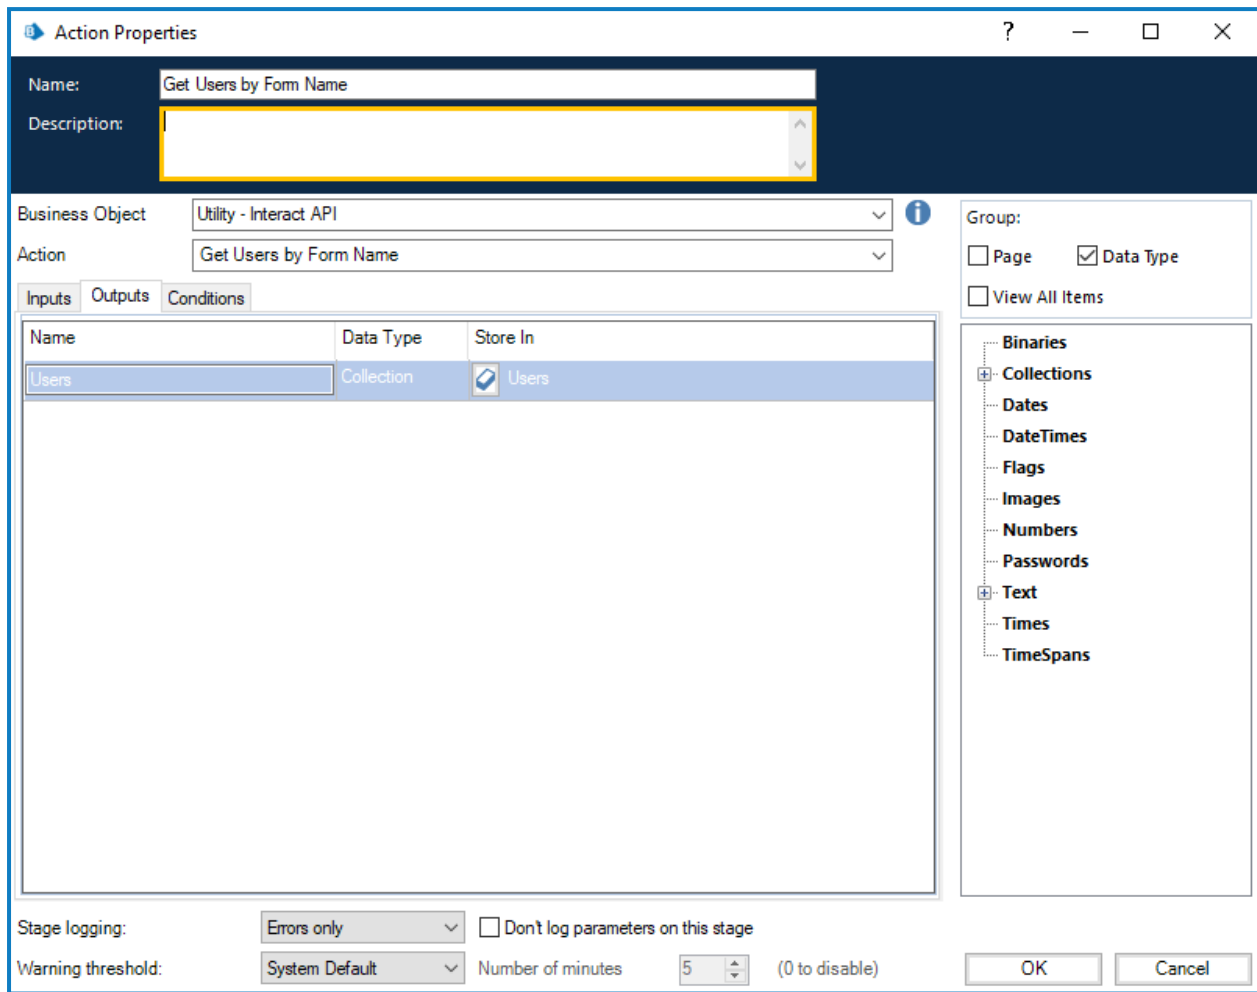 Action Properties
?
Name: Get Users by Form Name
Description:
Business Object Utility - Interact API
Action Get Users by Form Name
Inputs Outputs Conditions
Name Data Type Store In
Users Collection Users
Group:
Page Data Type
View All Items
Binaries
Collections
Dates
DateTimes
Flags
Images
Numbers
Passwords
Text
Times
TimeSpans
Stage logging: Errors only Don't log parameters on this stage
Warning threshold: System Default Number of minutes 5 (0 to disable)
OK Cancel